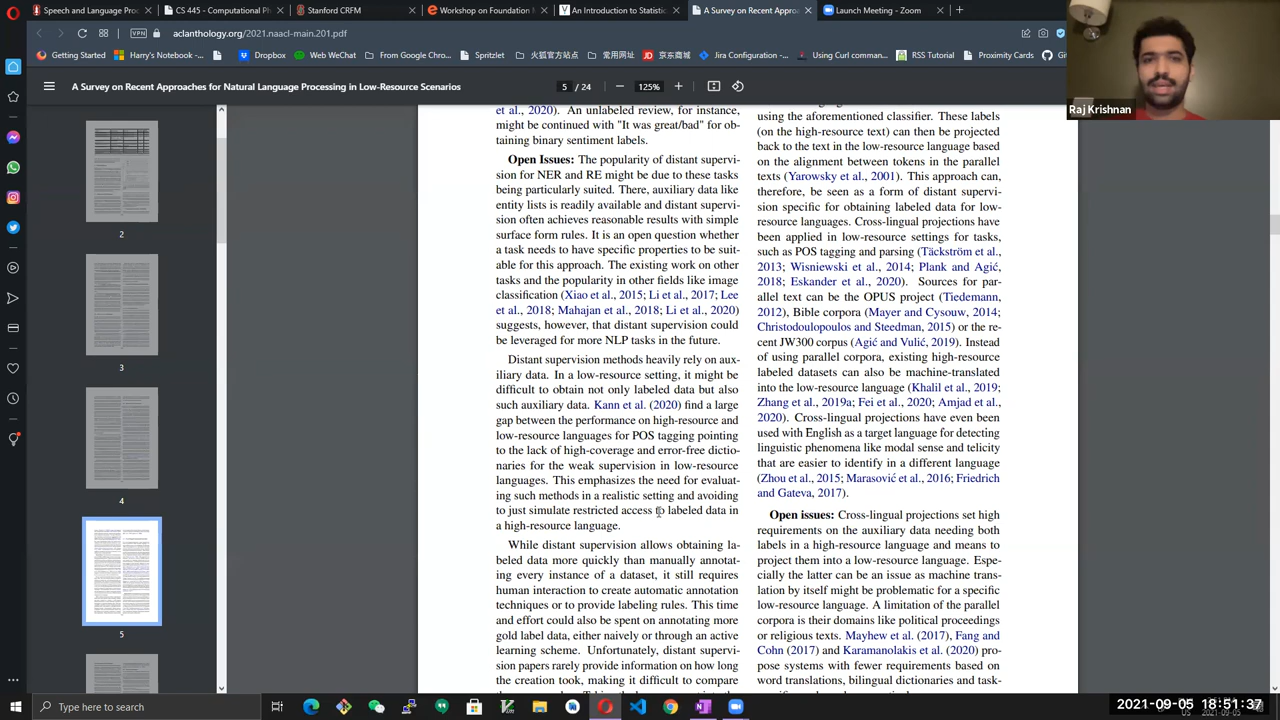 Speech and Language Proc
CS 445 - Computational P
Stanford CRFM
Workshop on Foundation M
An Introduction to Statistic
A Survey on Recent Appro
Launch Meeting - Zoom
VPN
aclanthology.org/2021.naacl-main.201.pdf
Getting Started
Harry's Notebook
Dropbox
Web WeChat
From Google Chrome
Spritzlet
火狐官方站点
常用网址
京东商城
Jira Configuration -...
Using Curl command...
RSS Tutorial
Proxy
A Survey on Recent Approaches for Natural Language Processing in Low-Resource Scenarios
5 / 24
125%
Raj Krishnan
2
3
4
5
et al., 2020). An unlabeled review, for instance,
might be continued with "It was great/bad" for ob-
taining binary sentiment labels.
Open Issues: The popularity of distant supervi-
sion for NER and RE might be due to these tasks
being particularly suited. There, auxiliary data like
entity lists is readily available and distant supervi-
sion often achieves reasonable results with simple
surface form rules. It is an open question whether
a task needs to have specific properties to be suit-
able for this approach. The existing work on other
tasks and the popularity in other fields like image
classification (Xiao et al., 2015; Li et al., 2017; Lee
et al., 2018; Mahajan et al., 2018; Li et al., 2020)
suggests, however, that distant supervision could
be leveraged for more NLP tasks in the future.
Distant supervision methods heavily rely on aux-
iliary data. In a low-resource setting, it might be
difficult to obtain not only labeled data but also
such auxiliary data. Kann et al. (2020) find a large
gap between the performance on high-resource and
low-resource languages for POS tagging pointing
to the lack of high-coverage and error-free dictio-
naries for the weak supervision in low-resource
languages. This emphasizes the need for evaluat-
ing such methods in a realistic setting and avoiding
to just simulate restricted access to labeled data in
a high-resource language.
While distant supervision allows obtaining la-
beled data more quickly than manually annotat-
ing every instance of a dataset, it still requires
human interaction to create automatic annotation
techniques or to provide labeling rules. This time
and effort could also be spent on annotating more
gold label data, either naively or through an active
learning scheme. Unfortunately, distant supervi-
sion papers rarely provide information on how long
the creation took, making it difficult to compare
using the aforementioned classifier. These labels
(on the high-resource text) can then be projected
back to the text in the low-resource language based
on the alignment between tokens in the parallel
texts (Yarowsky et al., 2001). This approach can,
therefore, be seen as a form of distant supervi-
sion specific for obtaining labeled data for low-
resource languages. Cross-lingual projections have
been applied in low-resource settings for tasks,
such as POS tagging and parsing (Täckström et al.,
2013; Wisniewski et al., 2014; Plank and Agić,
2018; Eskander et al., 2020). Sources for par-
allel text can be the OPUS project (Tiedemann,
2012), Bible corpora (Mayer and Cysouw, 2014;
Christodoulopoulos and Steedman, 2015) or the re-
cent JW300 corpus (Agić and Vulić, 2019). Instead
of using parallel corpora, existing high-resource
labeled datasets can also be machine-translated
into the low-resource language (Khalil et al., 2019;
Zhang et al., 2019a; Fei et al., 2020; Amjad et al.,
2020). Cross-lingual projections have even been
used with English as a target language for detecting
linguistic phenomena like modal sense and telicity
that are easier to identify in a different language
(Zhou et al., 2015; Marasović et al., 2016; Friedrich
and Gateva, 2017).
Open issues: Cross-lingual projections set high
requirements on the auxiliary data needing both
labels in a high-resource language and means to
project them into a low-resource language. Espe-
cially the latter can be an issue as machine trans-
lation by itself might be problematic for a specific
low-resource language. A limitation of the parallel
corpora is their domains like political proceedings
or religious texts. Mayhew et al. (2017), Fang and
Cohn (2017) and Karamanolakis et al. (2020) pro-
pose systems with fewer requirements based on
word translations, bilingual dictionaries and task-
Type here to search
2021-09-05 18:51:37